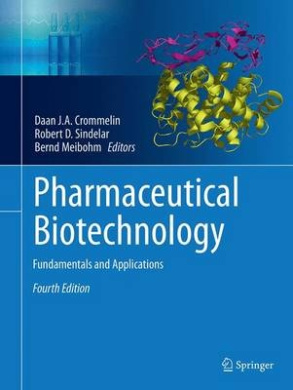 Daan J.A. Crommelin
Robert D. Sindelar
Bernd Meibohm Editors
Pharmaceutical
Biotechnology
Fundamentals and Applications
Fourth Edition
Springer